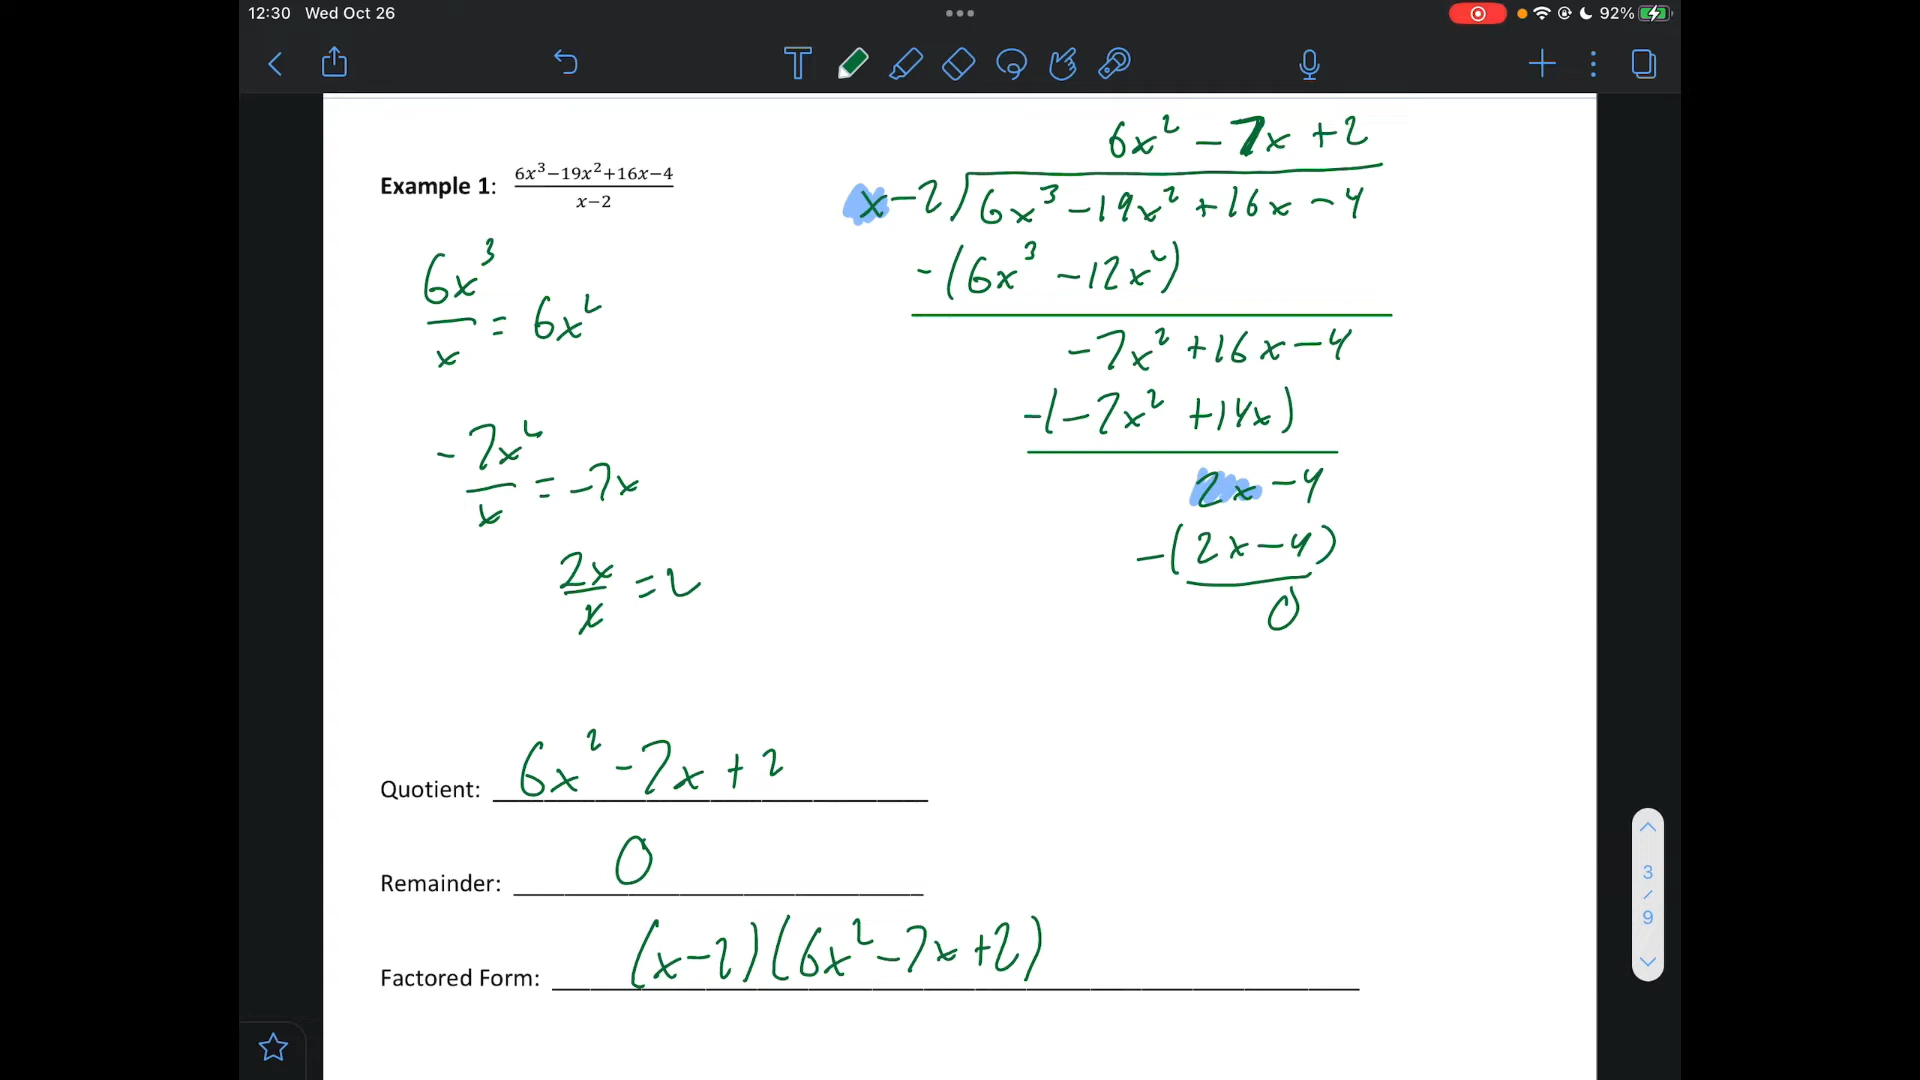 12:30 Wed Oct 26
92%
Example 1: (6x³−19x²+16x−4)/(x−2)
6x² − 7x + 2
x − 2 ) 6x³ − 19x² + 16x − 4
-(6x³ − 12x²)
-7x² + 16x − 4
-(-7x² + 14x)
2x − 4
-(2x − 4)
0
6x³/x = 6x²
-7x²/x = -7x
2x/x = 2
Quotient: 6x² - 7x + 2
Remainder: 0
Factored Form: (x−2)(6x²−7x+2)
3
/
9